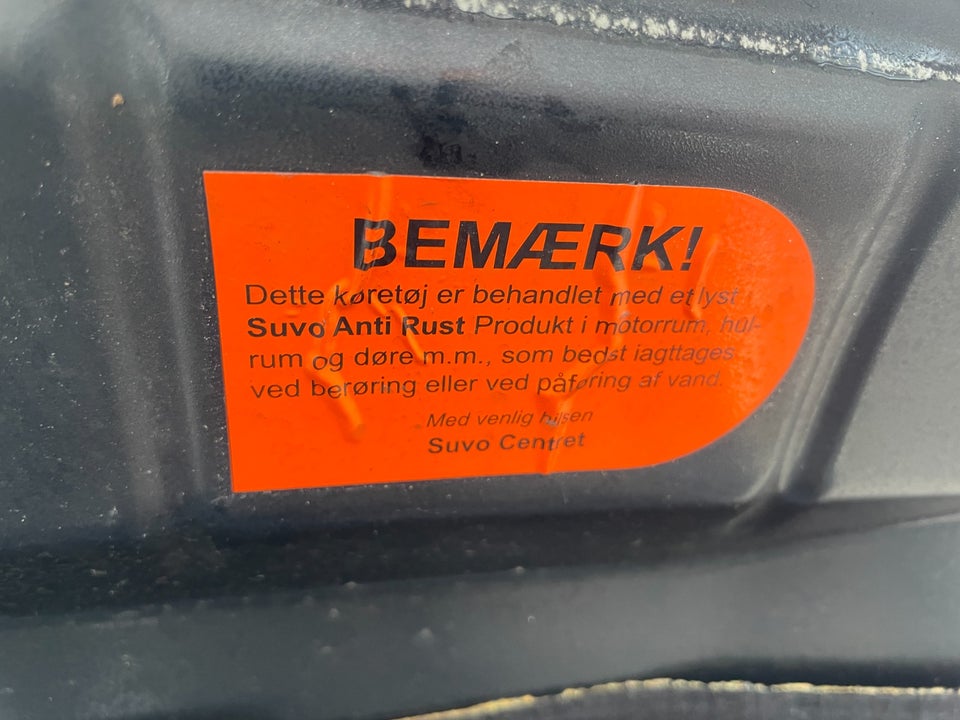 BEMÆRK!
Dette køretøj er behandlet med et lyst
Suvo Anti Rust Produkt i motorrum, hul-
rum og døre m.m., som bedst iagttages
ved berøring eller ved påføring af vand.
Med venlig hilsen
Suvo Centret